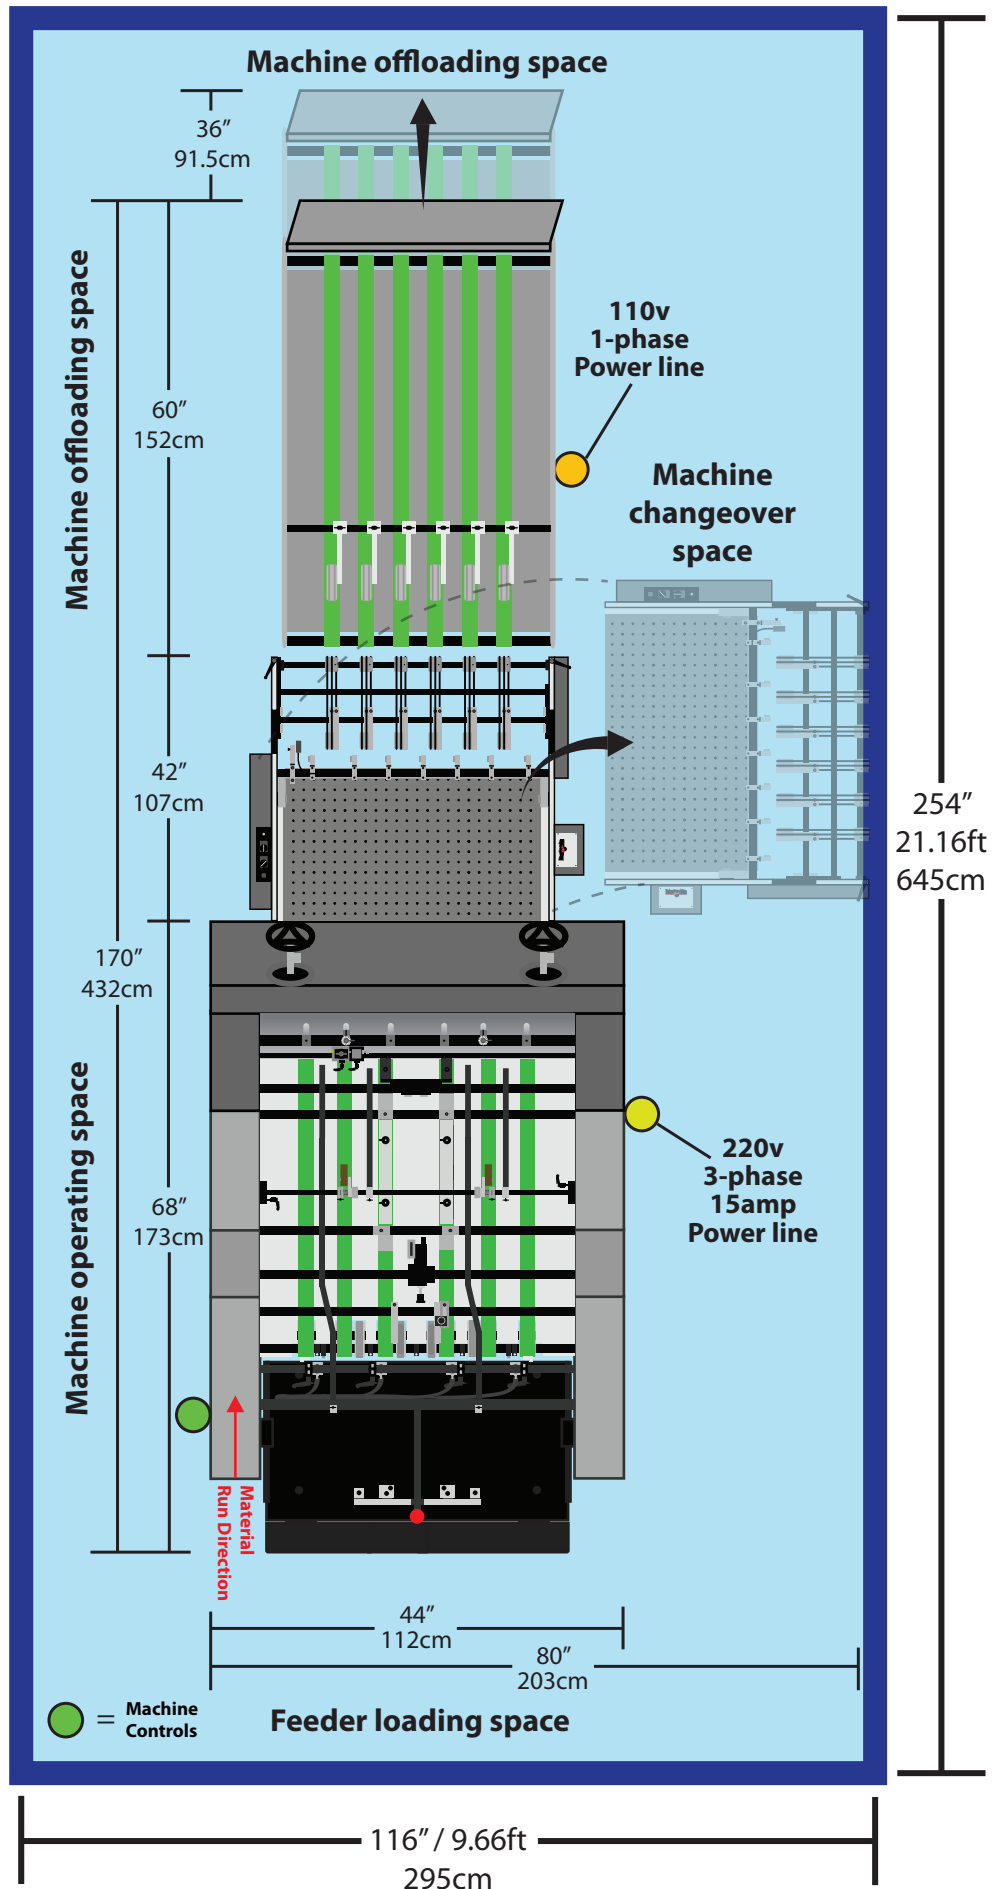 Machine offloading space
36”
91.5cm
Machine offloading space
60”
152cm
110v
1-phase
Power line
Machine
changeover
space
42”
107cm
254”
21.16ft
645cm
170”
432cm
Machine operating space
68”
173cm
220v
3-phase
15amp
Power line
Material
Run Direction
44”
112cm
80”
203cm
= Machine
Controls
Feeder loading space
116” / 9.66ft
295cm